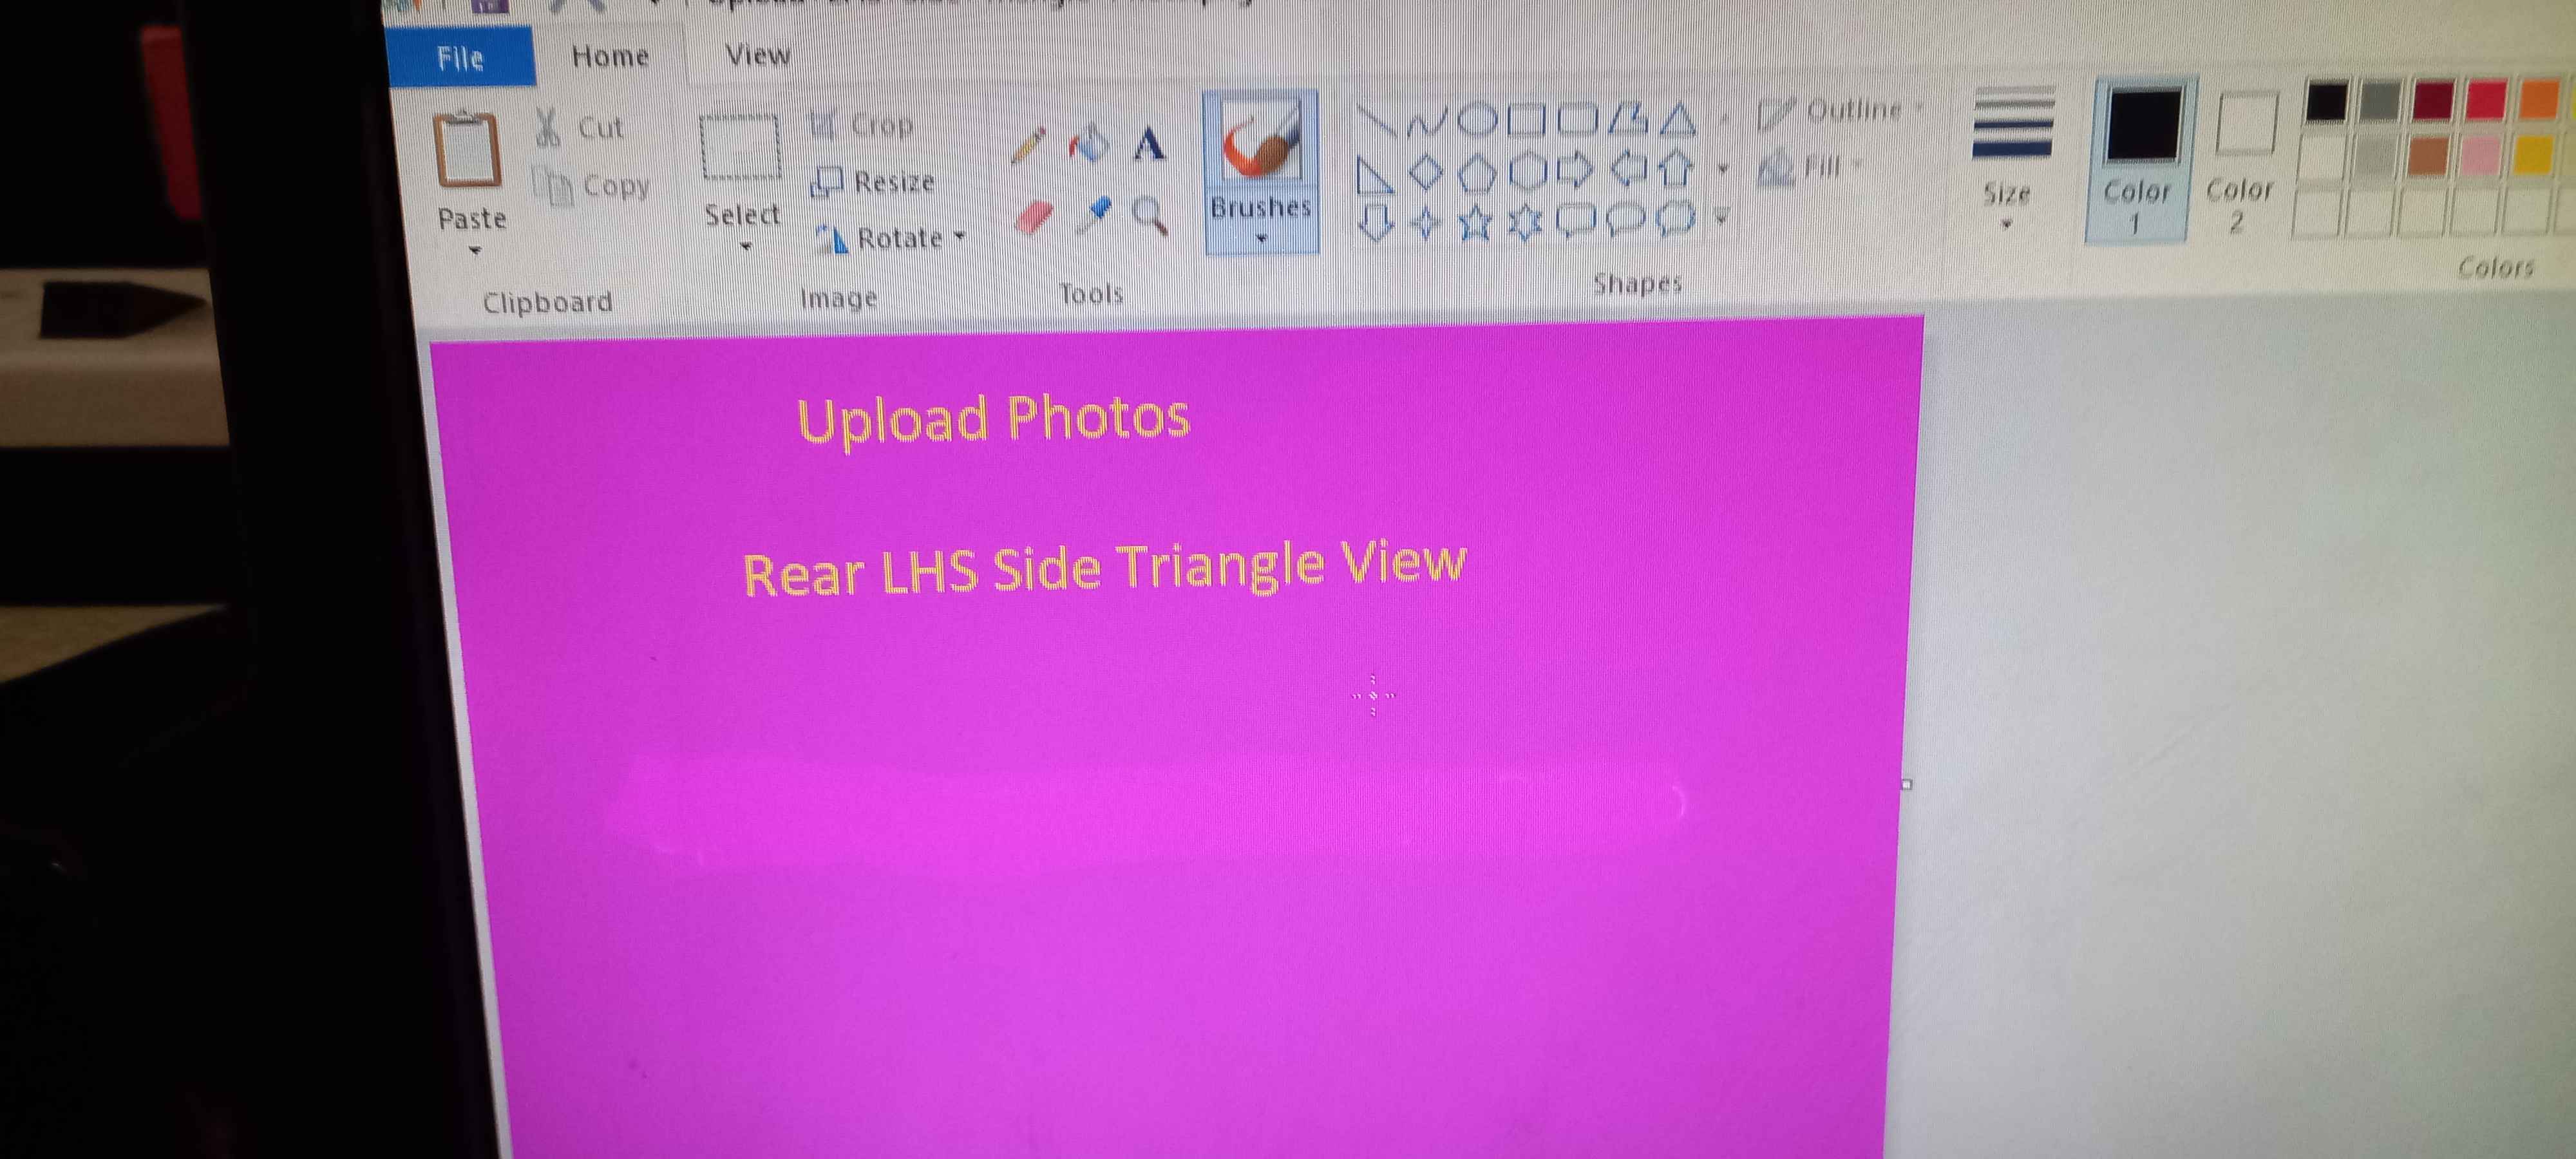 File Home View
Cut
Copy
Paste
Clipboard
Crop
Resize
Rotate
Select
Image
A
Tools
Brushes
Shapes
Outline
Fill
Size
Color 1
Color 2
Colors
Upload Photos
Rear LHS Side Triangle View